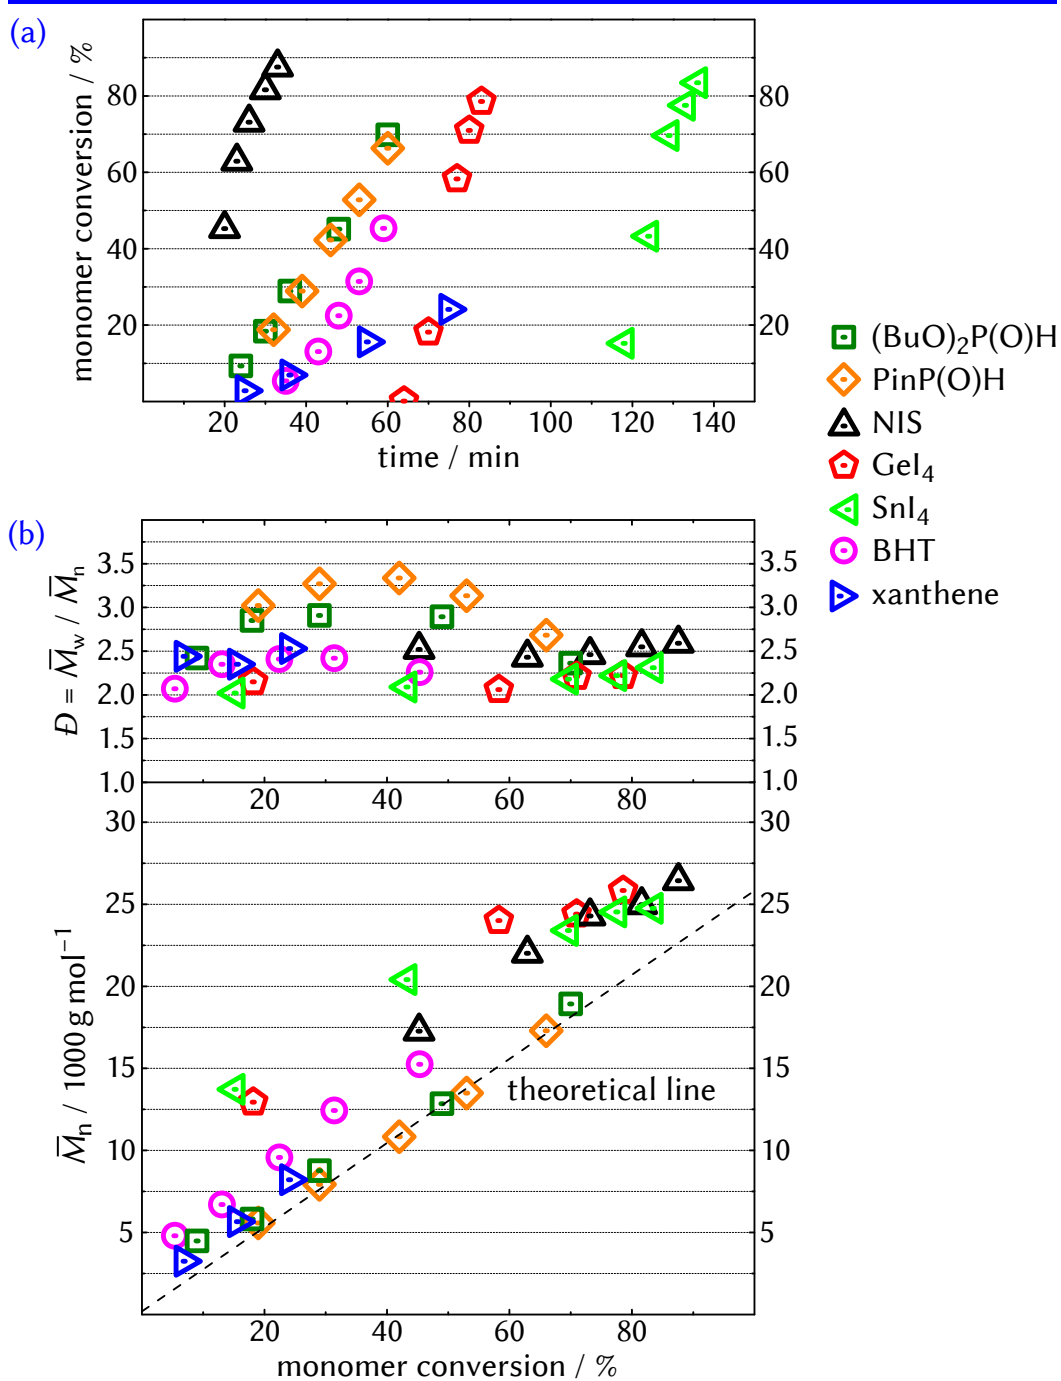 (a)
monomer conversion / %
80
60
40
20
80
60
40
20
20 40 60 80 100 120 140
time / min
(BuO)₂P(O)H
PinP(O)H
NIS
GeI₄
SnI₄
BHT
xanthene
(b)
Đ = M̅w / M̅n
3.5
3.0
2.5
2.0
1.5
1.0
3.5
3.0
2.5
2.0
1.5
1.0
20 40 60 80
M̅n / 1000 g mol⁻¹
30
25
20
15
10
5
30
25
20
15
10
5
theoretical line
20 40 60 80
monomer conversion / %